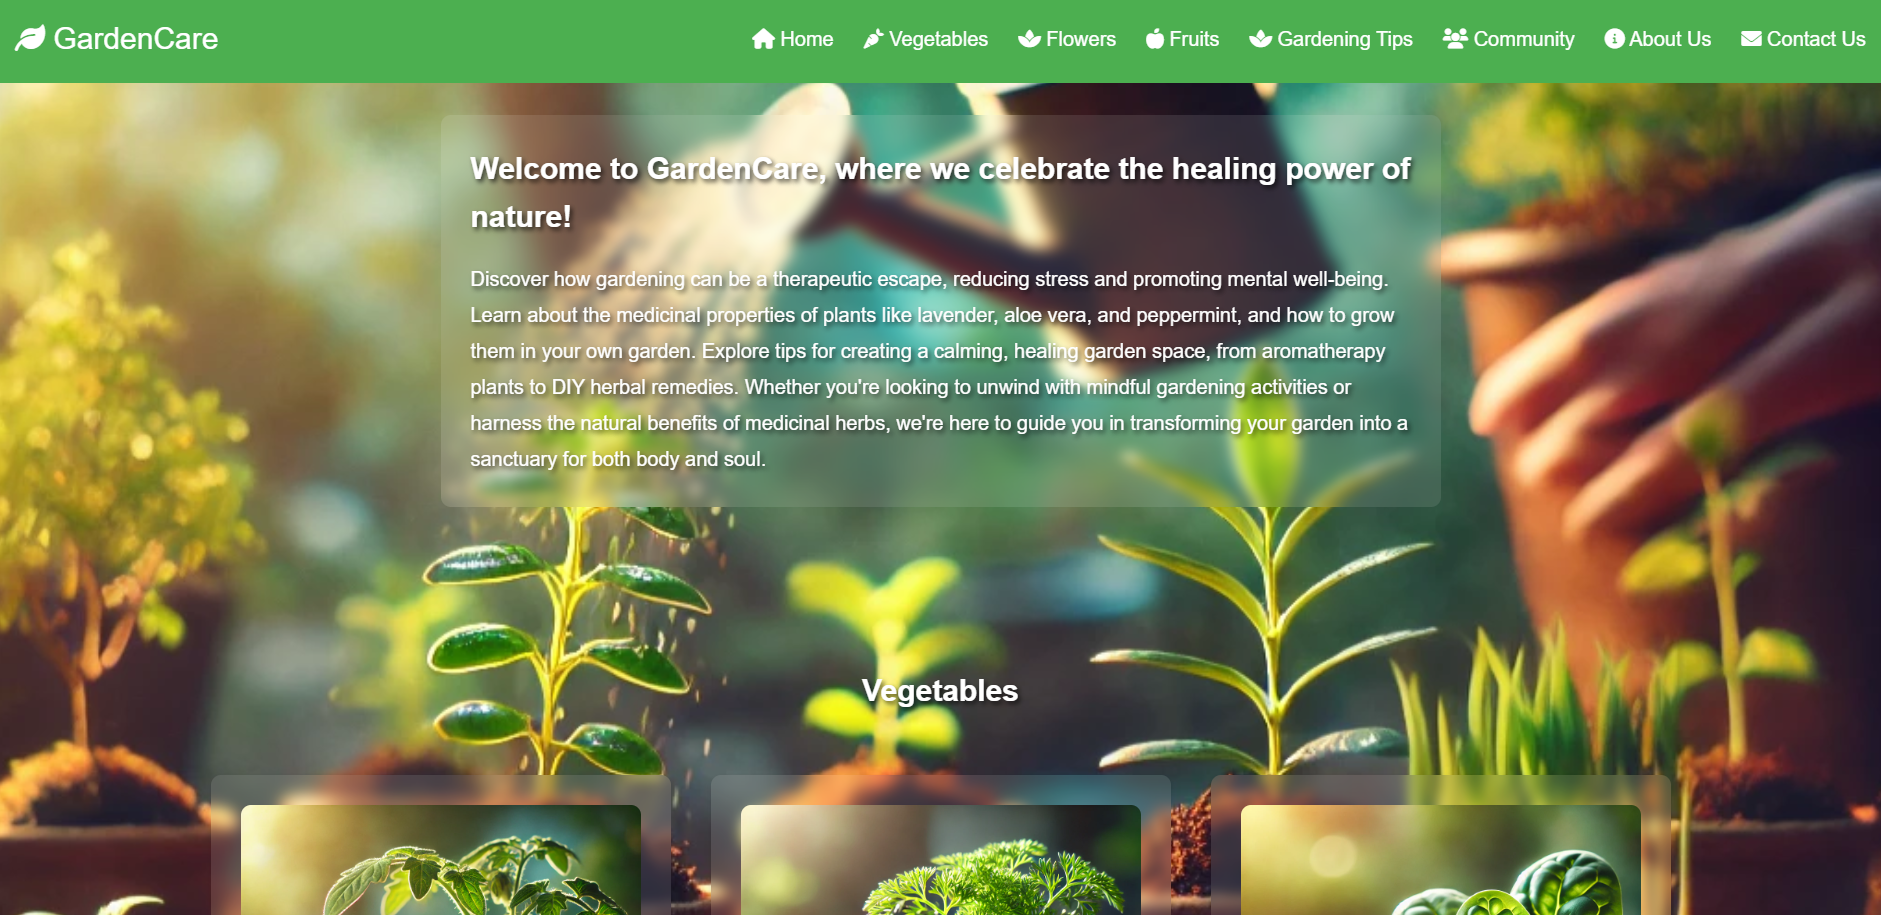 GardenCare
Home Vegetables Flowers Fruits Gardening Tips Community About Us Contact Us
Welcome to GardenCare, where we celebrate the healing power of
nature!
Discover how gardening can be a therapeutic escape, reducing stress and promoting mental well-being.
Learn about the medicinal properties of plants like lavender, aloe vera, and peppermint, and how to grow
them in your own garden. Explore tips for creating a calming, healing garden space, from aromatherapy
plants to DIY herbal remedies. Whether you're looking to unwind with mindful gardening activities or
harness the natural benefits of medicinal herbs, we're here to guide you in transforming your garden into a
sanctuary for both body and soul.
Vegetables